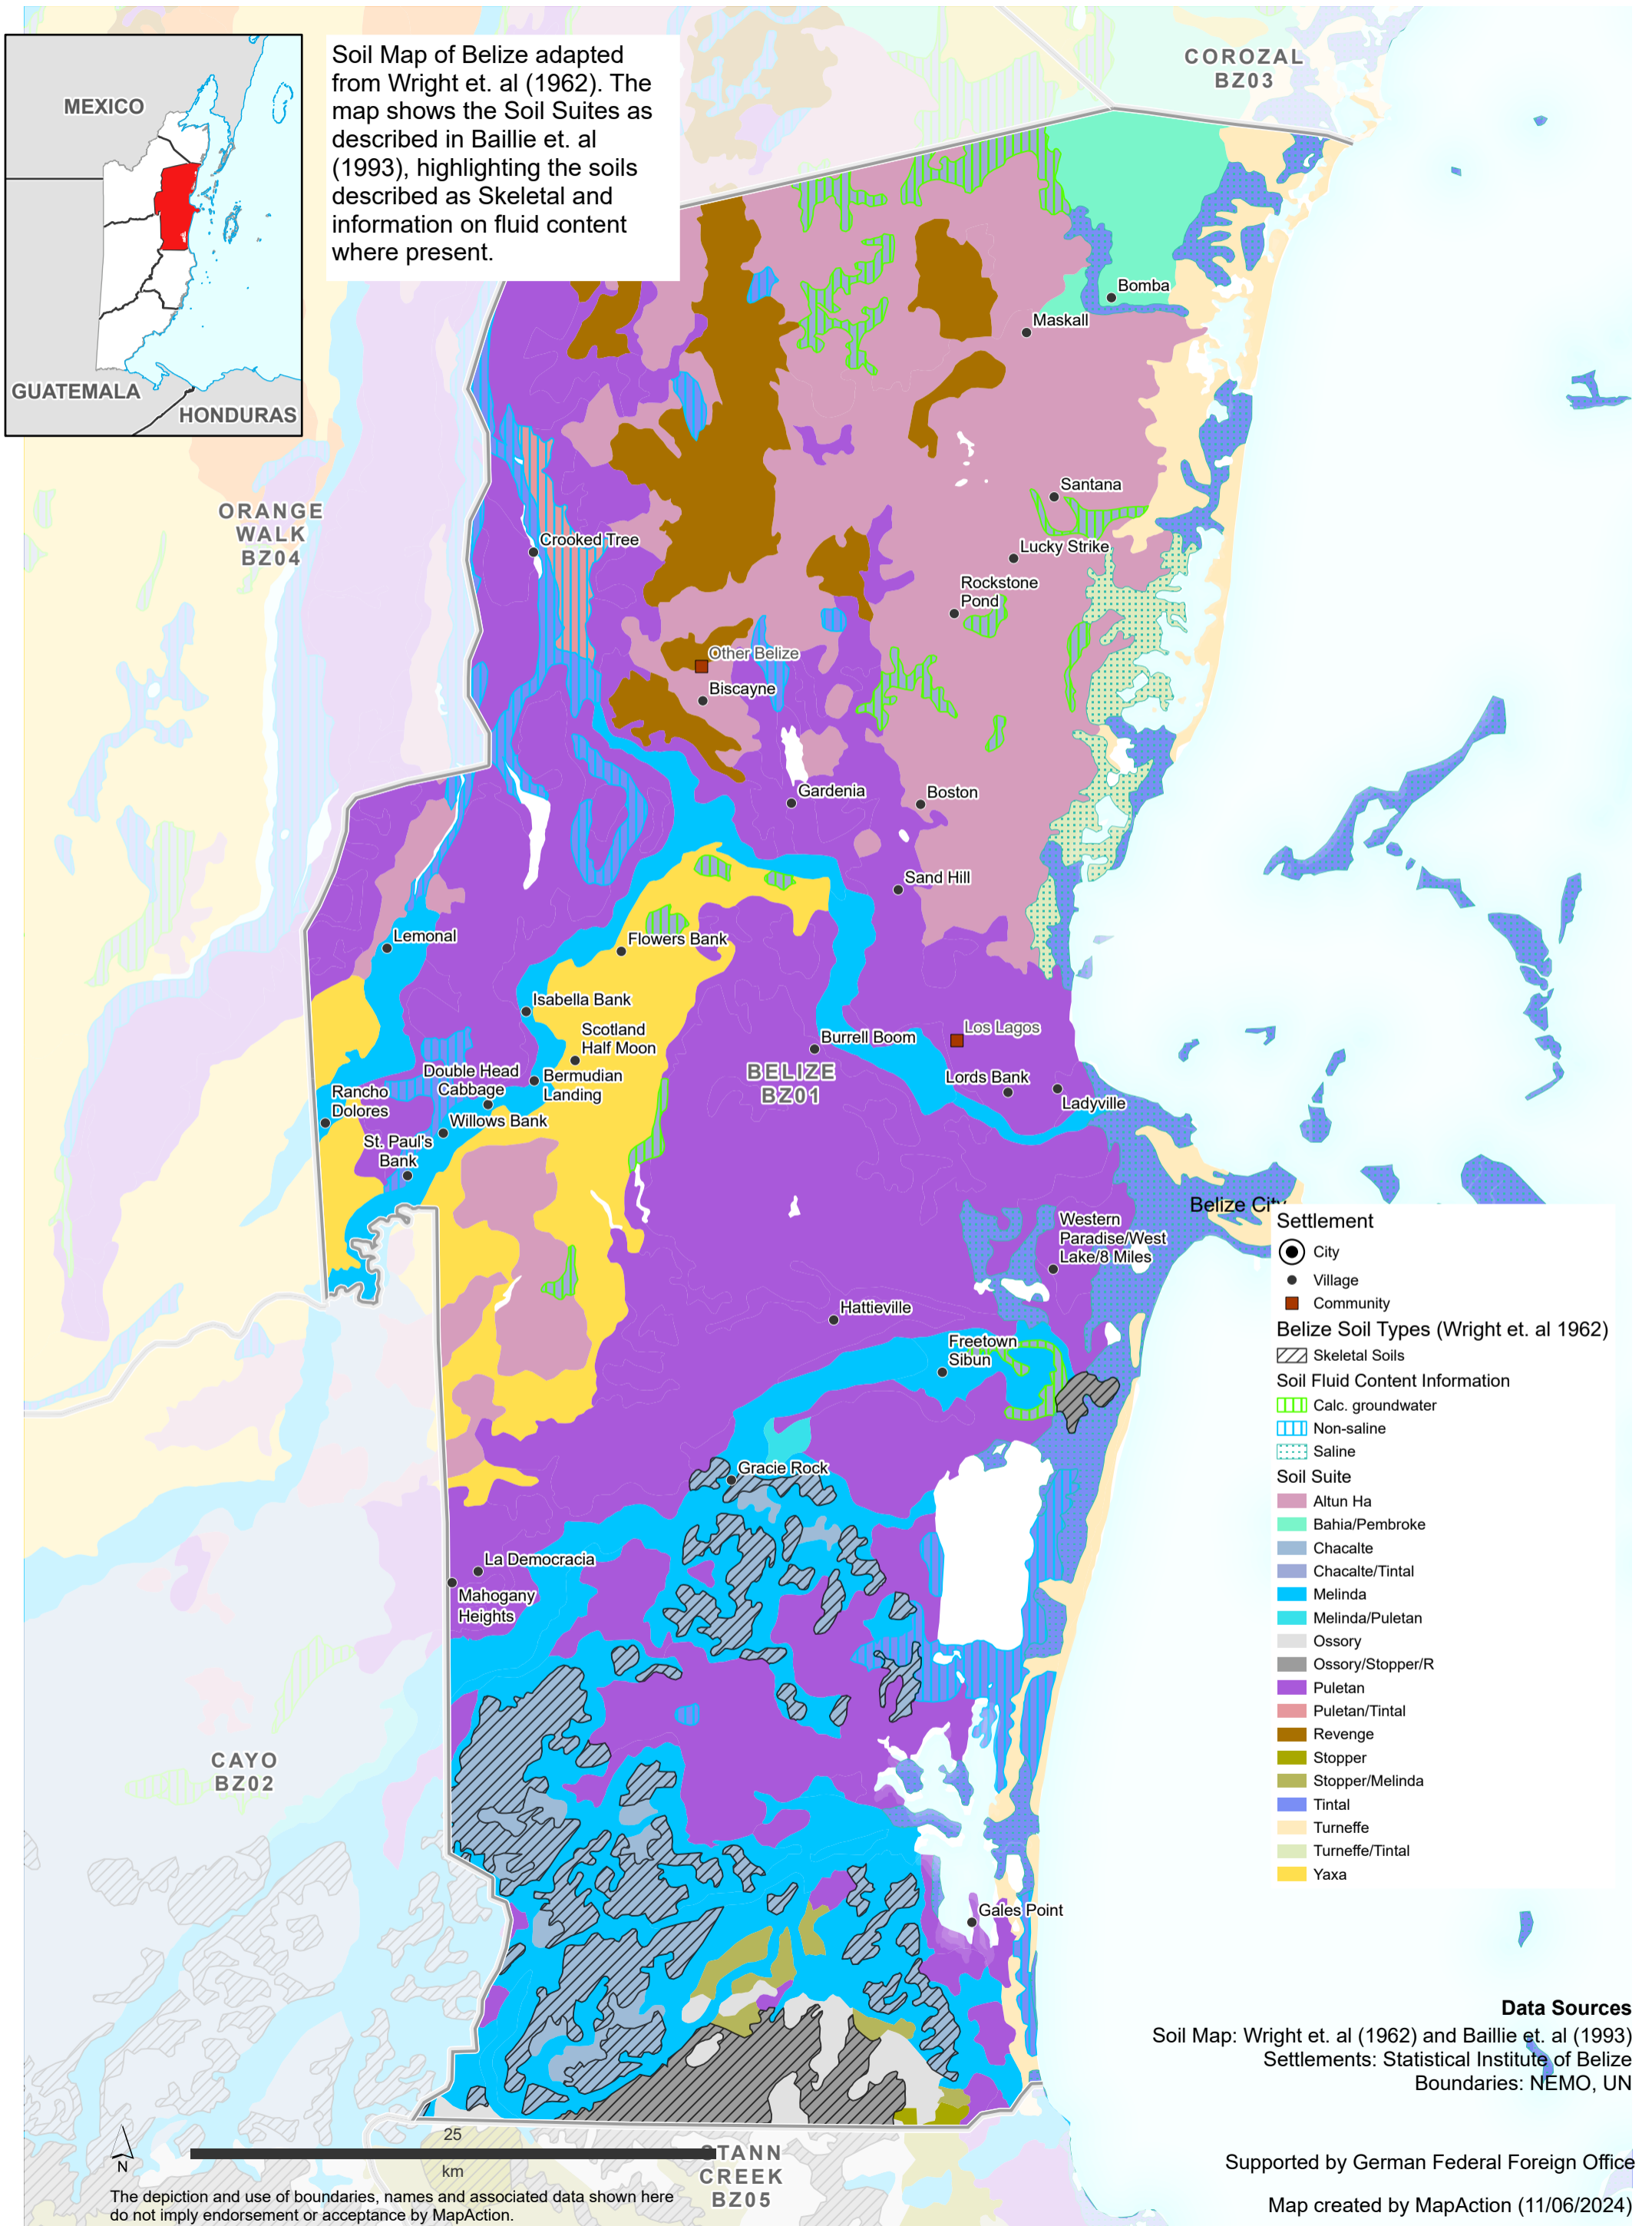 MEXICO
GUATEMALA
HONDURAS
Soil Map of Belize adapted
from Wright et. al (1962). The
map shows the Soil Suites as
described in Baillie et. al
(1993), highlighting the soils
described as Skeletal and
information on fluid content
where present.
COROZAL
BZ03
Bomba
Maskall
ORANGE
WALK
BZ04
Santana
Crooked Tree
Lucky Strike
Rockstone
Pond
Other Belize
Biscayne
Gardenia
Boston
Sand Hill
Lemonal
Flowers Bank
Isabella Bank
Scotland
Half Moon
Burrell Boom
Los Lagos
BELIZE
BZ01
Double Head
Cabbage
Bermudian
Landing
Lords Bank
Ladyville
Rancho
Dolores
Willows Bank
St. Paul's
Bank
Belize City
Western
Paradise/West
Lake/8 Miles
Hattieville
Freetown
Sibun
Gracie Rock
La Democracia
Mahogany
Heights
CAYO
BZ02
Gales Point
Settlement
City
Village
Community
Belize Soil Types (Wright et. al 1962)
Skeletal Soils
Soil Fluid Content Information
Calc. groundwater
Non-saline
Saline
Soil Suite
Altun Ha
Bahia/Pembroke
Chacalte
Chacalte/Tintal
Melinda
Melinda/Puletan
Ossory
Ossory/Stopper/R
Puletan
Puletan/Tintal
Revenge
Stopper
Stopper/Melinda
Tintal
Turneffe
Turneffe/Tintal
Yaxa
Data Sources
Soil Map: Wright et. al (1962) and Baillie et. al (1993)
Settlements: Statistical Institute of Belize
Boundaries: NEMO, UN
N
25
km
STANN
CREEK
BZ05
The depiction and use of boundaries, names and associated data shown here
do not imply endorsement or acceptance by MapAction.
Supported by German Federal Foreign Office
Map created by MapAction (11/06/2024)